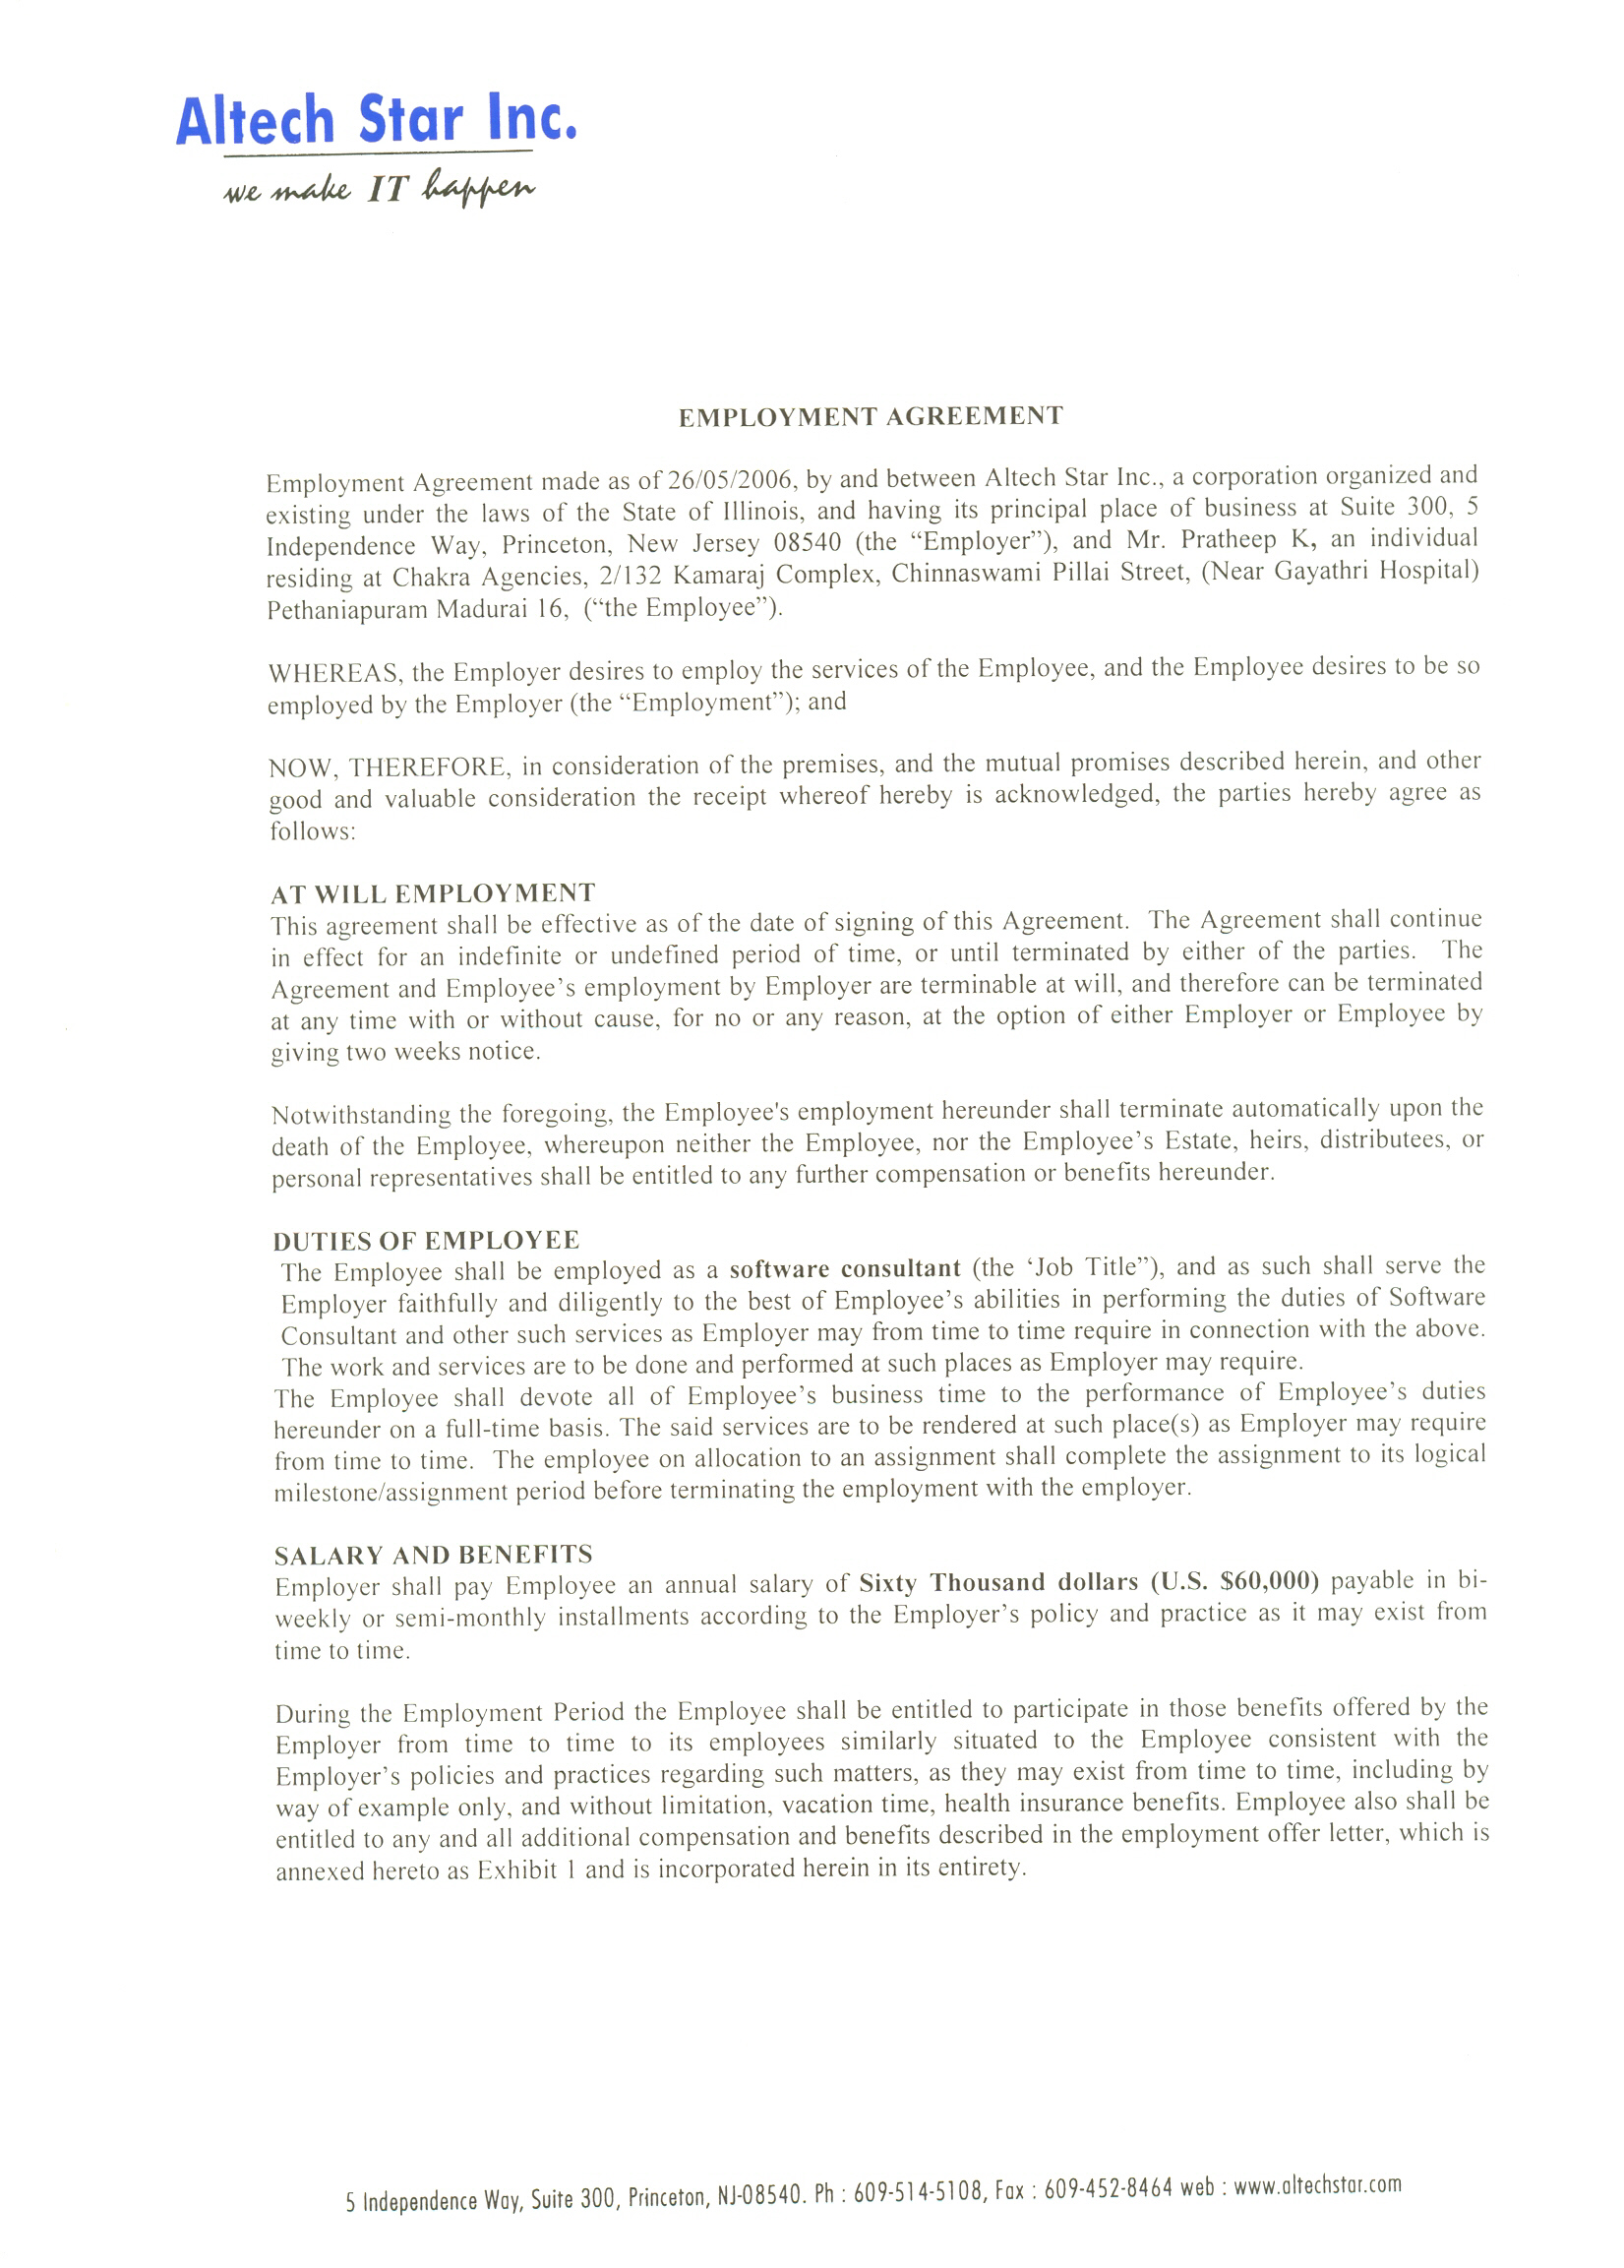 Altech Star Inc.
we make IT happen
EMPLOYMENT AGREEMENT
Employment Agreement made as of 26/05/2006, by and between Altech Star Inc., a corporation organized and
existing under the laws of the State of Illinois, and having its principal place of business at Suite 300, 5
Independence Way, Princeton, New Jersey 08540 (the “Employer”), and Mr. Pratheep K, an individual
residing at Chakra Agencies, 2/132 Kamaraj Complex, Chinnaswami Pillai Street, (Near Gayathri Hospital)
Pethaniapuram Madurai 16, (“the Employee”).
WHEREAS, the Employer desires to employ the services of the Employee, and the Employee desires to be so
employed by the Employer (the “Employment”); and
NOW, THEREFORE, in consideration of the premises, and the mutual promises described herein, and other
good and valuable consideration the receipt whereof hereby is acknowledged, the parties hereby agree as
follows:
AT WILL EMPLOYMENT
This agreement shall be effective as of the date of signing of this Agreement. The Agreement shall continue
in effect for an indefinite or undefined period of time, or until terminated by either of the parties. The
Agreement and Employee’s employment by Employer are terminable at will, and therefore can be terminated
at any time with or without cause, for no or any reason, at the option of either Employer or Employee by
giving two weeks notice.
Notwithstanding the foregoing, the Employee's employment hereunder shall terminate automatically upon the
death of the Employee, whereupon neither the Employee, nor the Employee’s Estate, heirs, distributees, or
personal representatives shall be entitled to any further compensation or benefits hereunder.
DUTIES OF EMPLOYEE
The Employee shall be employed as a software consultant (the ‘Job Title”), and as such shall serve the
Employer faithfully and diligently to the best of Employee’s abilities in performing the duties of Software
Consultant and other such services as Employer may from time to time require in connection with the above.
The work and services are to be done and performed at such places as Employer may require.
The Employee shall devote all of Employee’s business time to the performance of Employee’s duties
hereunder on a full-time basis. The said services are to be rendered at such place(s) as Employer may require
from time to time. The employee on allocation to an assignment shall complete the assignment to its logical
milestone/assignment period before terminating the employment with the employer.
SALARY AND BENEFITS
Employer shall pay Employee an annual salary of Sixty Thousand dollars (U.S. $60,000) payable in bi-
weekly or semi-monthly installments according to the Employer’s policy and practice as it may exist from
time to time.
During the Employment Period the Employee shall be entitled to participate in those benefits offered by the
Employer from time to time to its employees similarly situated to the Employee consistent with the
Employer’s policies and practices regarding such matters, as they may exist from time to time, including by
way of example only, and without limitation, vacation time, health insurance benefits. Employee also shall be
entitled to any and all additional compensation and benefits described in the employment offer letter, which is
annexed hereto as Exhibit 1 and is incorporated herein in its entirety.
5 Independence Way, Suite 300, Princeton, NJ-08540. Ph : 609-514-5108, Fax : 609-452-8464 web : www.altechstar.com